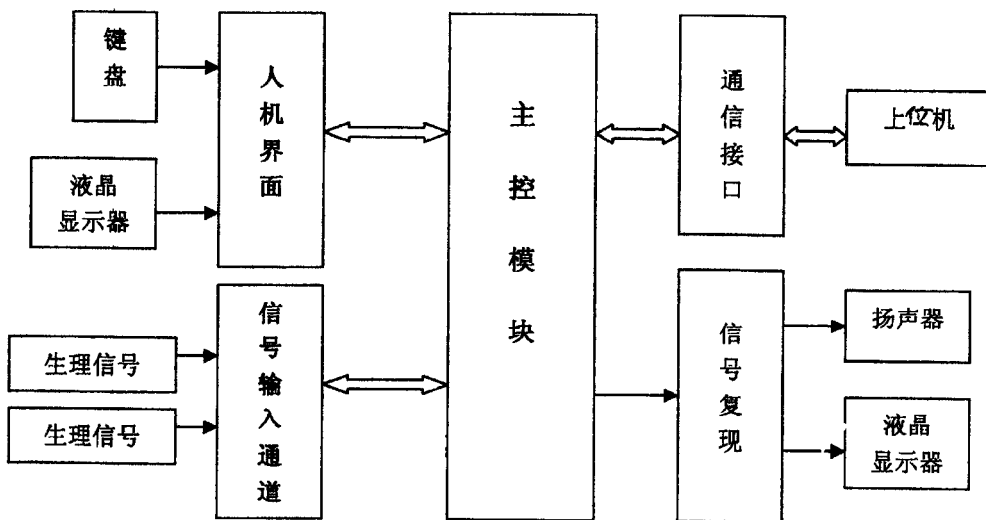 键盘
人机界面
液晶
显示器
生理信号
生理信号
信号输入通道
主控模块
通信接口
上位机
信号复现
扬声器
液晶
显示器